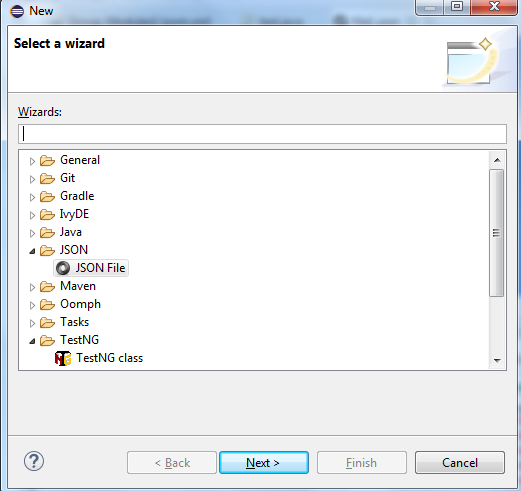 New
Select a wizard
Wizards:
General
Git
Gradle
IvyDE
Java
JSON
JSON File
Maven
Oomph
Tasks
TestNG
TestNG class
?
< Back
Next >
Finish
Cancel